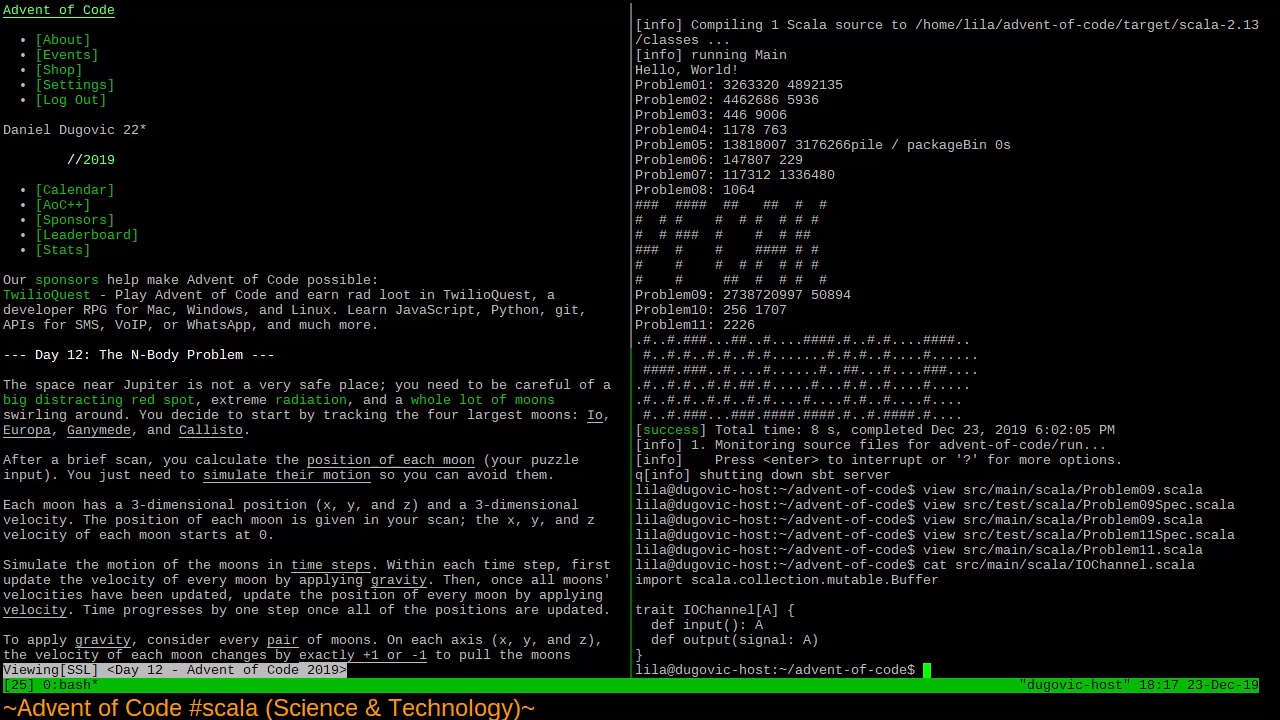 Advent of Code
• [About]
• [Events]
• [Shop]
• [Settings]
• [Log Out]
Daniel Dugovic 22*
//2019
• [Calendar]
• [AoC++]
• [Sponsors]
• [Leaderboard]
• [Stats]
Our sponsors help make Advent of Code possible:
TwilioQuest - Play Advent of Code and earn rad loot in TwilioQuest, a
developer RPG for Mac, Windows, and Linux. Learn JavaScript, Python, git,
APIs for SMS, VoIP, or WhatsApp, and much more.
--- Day 12: The N-Body Problem ---
The space near Jupiter is not a very safe place; you need to be careful of a
big distracting red spot, extreme radiation, and a whole lot of moons
swirling around. You decide to start by tracking the four largest moons: Io,
Europa, Ganymede, and Callisto.
After a brief scan, you calculate the position of each moon (your puzzle
input). You just need to simulate their motion so you can avoid them.
Each moon has a 3-dimensional position (x, y, and z) and a 3-dimensional
velocity. The position of each moon is given in your scan; the x, y, and z
velocity of each moon starts at 0.
Simulate the motion of the moons in time steps. Within each time step, first
update the velocity of every moon by applying gravity. Then, once all moons'
velocities have been updated, update the position of every moon by applying
velocity. Time progresses by one step once all of the positions are updated.
To apply gravity, consider every pair of moons. On each axis (x, y, and z),
the velocity of each moon changes by exactly +1 or -1 to pull the moons
Viewing[SSL] <Day 12 - Advent of Code 2019>
[info] Compiling 1 Scala source to /home/lila/advent-of-code/target/scala-2.13
/classes ...
[info] running Main
Hello, World!
Problem01: 3263320 4892135
Problem02: 4462686 5936
Problem03: 446 9006
Problem04: 1178 763
Problem05: 13818007 3176266pile / packageBin 0s
Problem06: 147807 229
Problem07: 117312 1336480
Problem08: 1064
###  ####  ##   ##  #  #
#  # #    #  # #  # # #
#  # ###  #    #  # ##
###  #    #    #### # #
#    #    #  # #  # # #
#    #     ##  #  # #  #
Problem09: 2738720997 50894
Problem10: 256 1707
Problem11: 2226
.#..#.###...##..#....####.#..#.#....####..
 #..#.#..#.#..#.#.......#.#.#..#....#......
 ####.###..#....#......#..##...#....###....
.#..#.#..#.#.##.#.....#...#.#..#...#.....
.#..#.#..#.#..#.#....#....#.#..#...#....
 #..#.###...###.####.####.#..#.####.#....
[success] Total time: 8 s, completed Dec 23, 2019 6:02:05 PM
[info] 1. Monitoring source files for advent-of-code/run...
[info]    Press <enter> to interrupt or '?' for more options.
q[info] shutting down sbt server
lila@dugovic-host:~/advent-of-code$ view src/main/scala/Problem09.scala
lila@dugovic-host:~/advent-of-code$ view src/test/scala/Problem09Spec.scala
lila@dugovic-host:~/advent-of-code$ view src/main/scala/Problem09.scala
lila@dugovic-host:~/advent-of-code$ view src/test/scala/Problem11Spec.scala
lila@dugovic-host:~/advent-of-code$ view src/main/scala/Problem11.scala
lila@dugovic-host:~/advent-of-code$ cat src/main/scala/IOChannel.scala
import scala.collection.mutable.Buffer
trait IOChannel[A] {
  def input(): A
  def output(signal: A)
}
lila@dugovic-host:~/advent-of-code$
[25] 0:bash*
"dugovic-host" 18:17 23-Dec-19
~Advent of Code #scala (Science & Technology)~